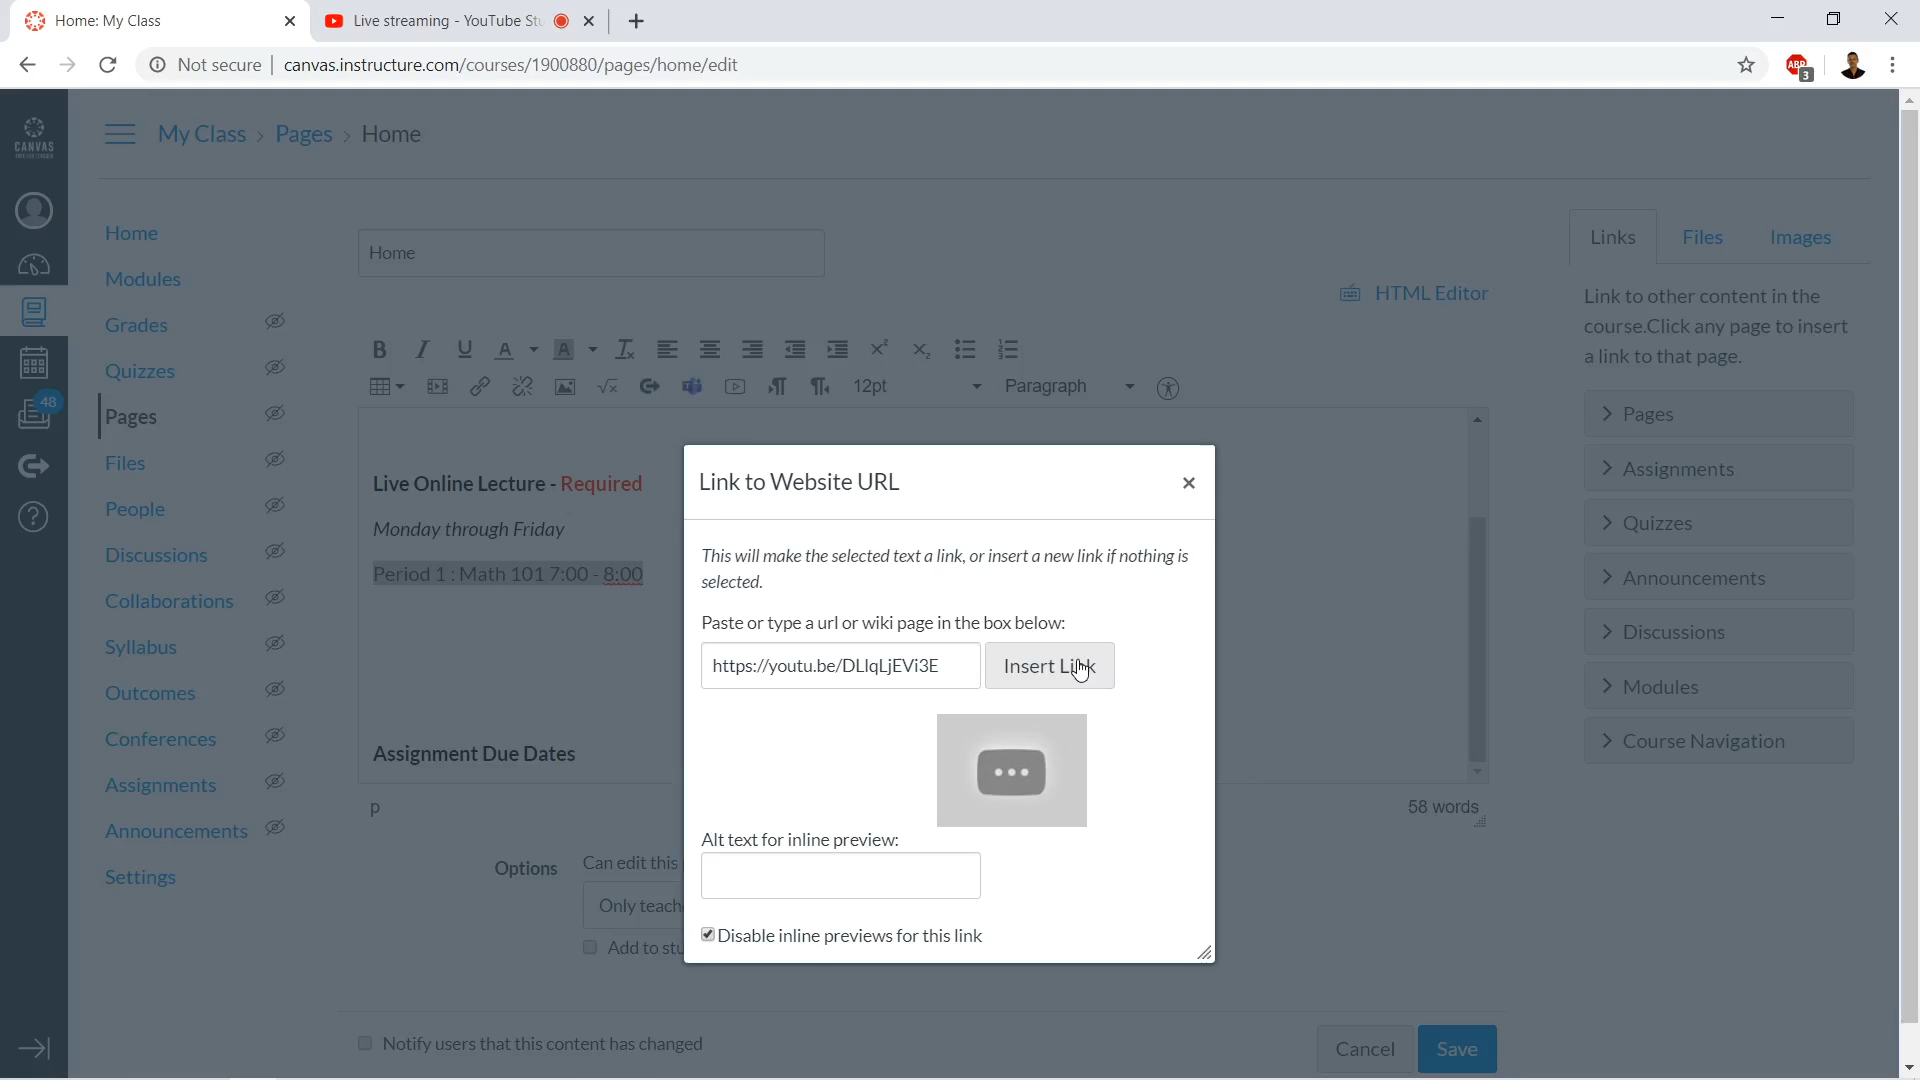 Home: My Class
Live streaming - YouTube Stu
Not secure
canvas.instructure.com/courses/1900880/pages/home/edit
ABP
3
CANVAS
My Class > Pages > Home
Home
Modules
Grades
Quizzes
Pages
Files
People
Discussions
Collaborations
Syllabus
Outcomes
Conferences
Assignments
Announcements
Settings
48
Home
HTML Editor
12pt
Paragraph
Live Online Lecture - Required
Monday through Friday
Period 1 : Math 101 7:00 - 8:00
Assignment Due Dates
p
58 words
Options
Can edit this
Only teach
Add to stu
Notify users that this content has changed
Cancel
Save
Link to Website URL
This will make the selected text a link, or insert a new link if nothing is
selected.
Paste or type a url or wiki page in the box below:
https://youtu.be/DLIqLjEVi3E
Insert Link
Alt text for inline preview:
Disable inline previews for this link
Links
Files
Images
Link to other content in the
course.Click any page to insert
a link to that page.
Pages
Assignments
Quizzes
Announcements
Discussions
Modules
Course Navigation